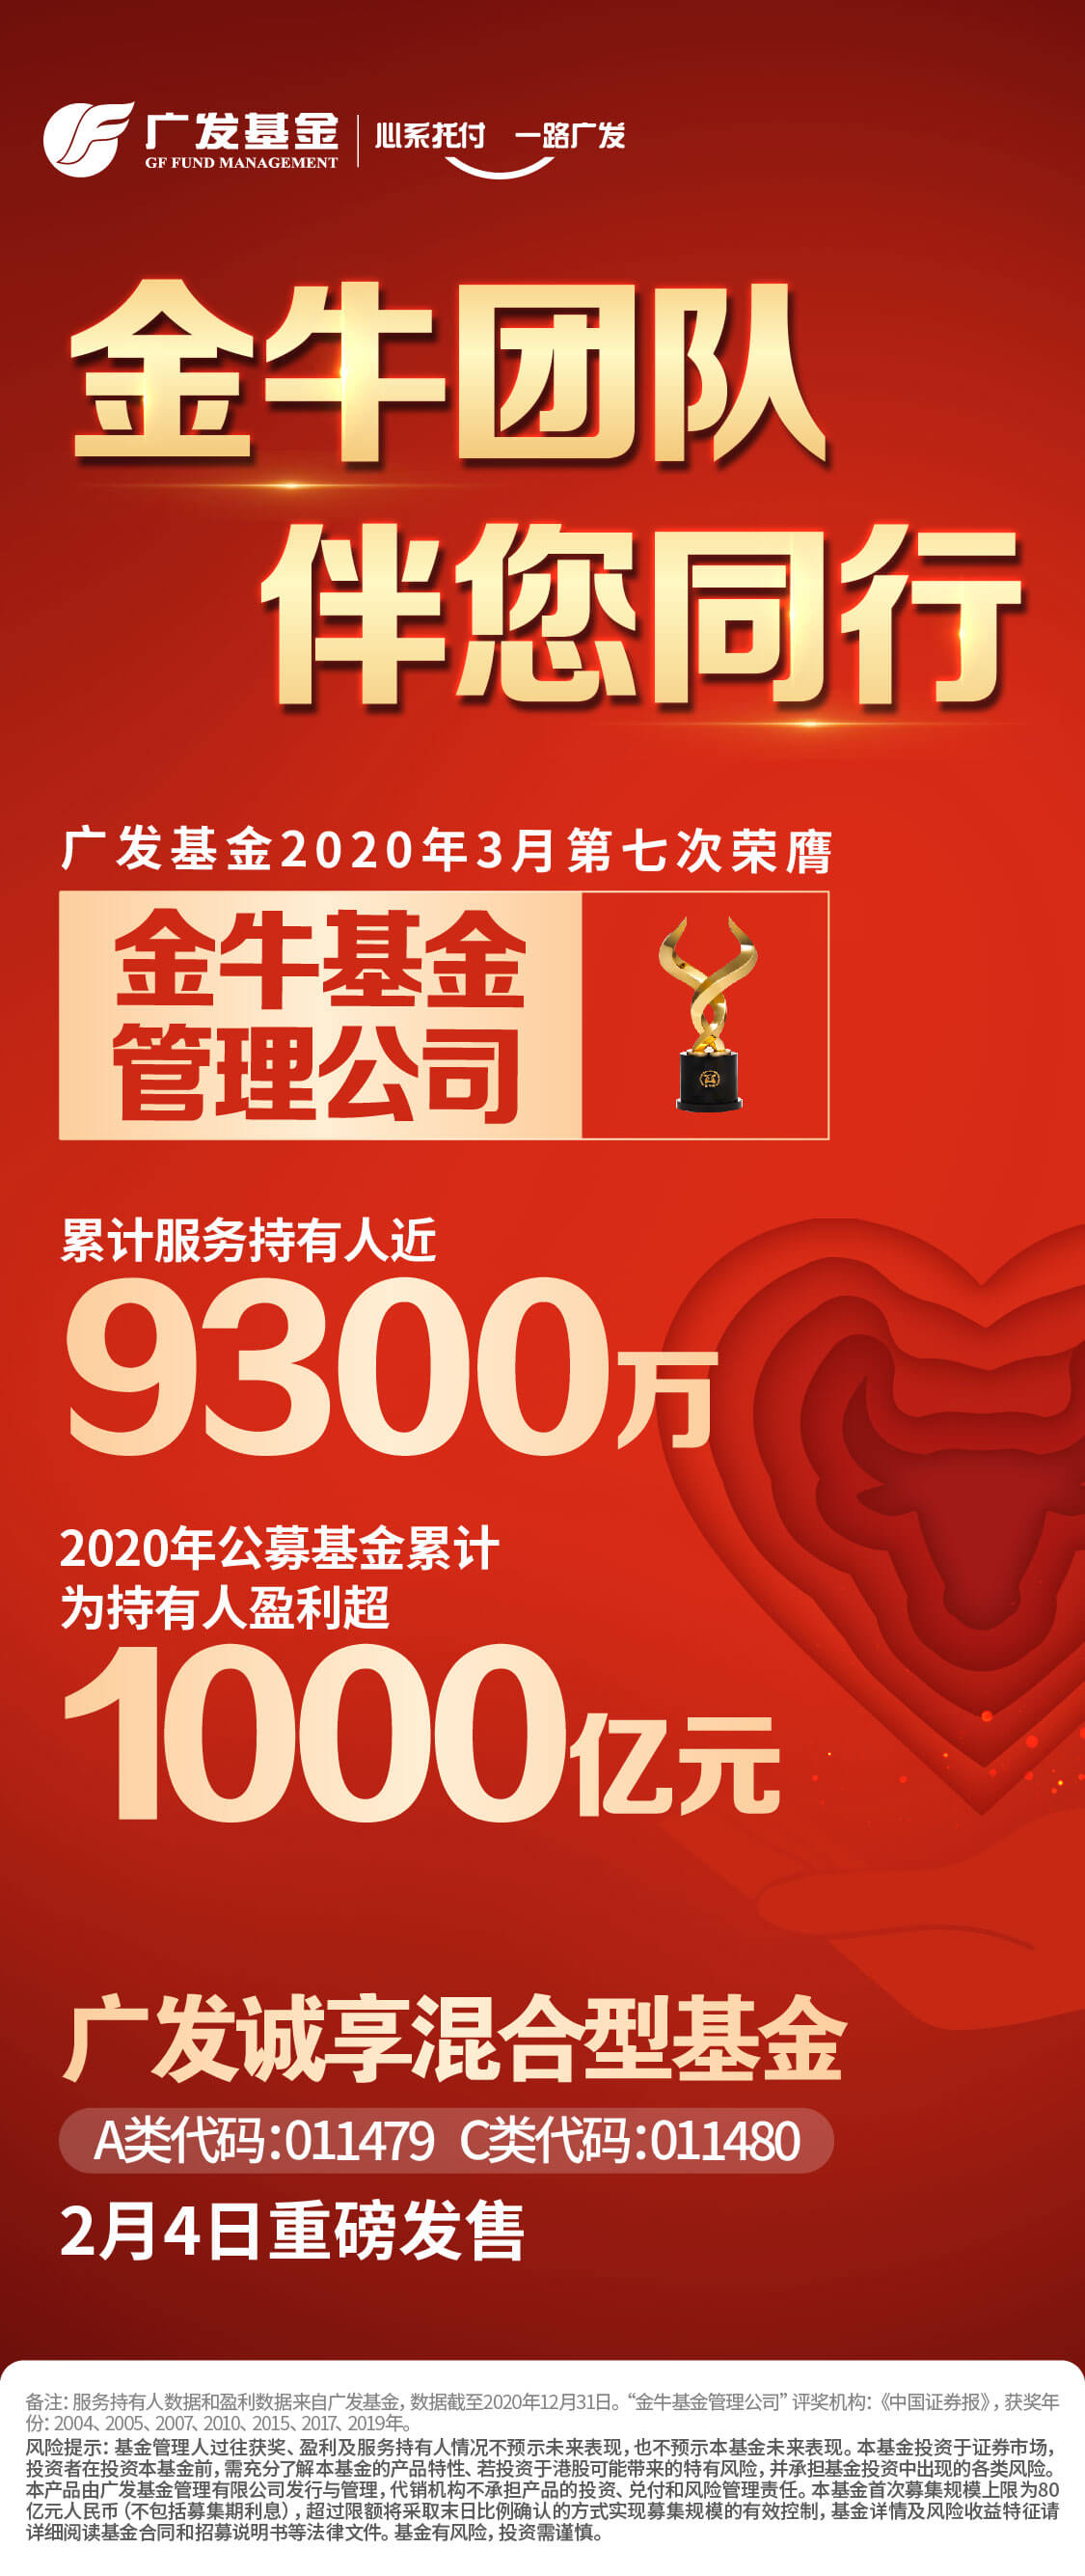 广发基金
GF FUND MANAGEMENT
心系托付 一路广发
金牛团队
伴您同行
广发基金2020年3月第七次荣膺
金牛基金
管理公司
累计服务持有人近
9300万
2020年公募基金累计
为持有人盈利超
1000亿元
广发诚享混合型基金
A类代码:011479 C类代码:011480
2月4日重磅发售
备注:服务持有人数据和盈利数据来自广发基金,数据截至2020年12月31日。“金牛基金管理公司”评奖机构:《中国证券报》,获奖年
份:2004、2005、2007、2010、2015、2017、2019年。
风险提示:基金管理人过往获奖、盈利及服务持有人情况不预示未来表现,也不预示本基金未来表现。本基金投资于证券市场,
投资者在投资本基金前,需充分了解本基金的产品特性、若投资于港股可能带来的特有风险,并承担基金投资中出现的各类风险。
本产品由广发基金管理有限公司发行与管理,代销机构不承担产品的投资、兑付和风险管理责任。本基金首次募集规模上限为80
亿元人民币(不包括募集期利息),超过限额将采取末日比例确认的方式实现募集规模的有效控制,基金详情及风险收益特征请
详细阅读基金合同和招募说明书等法律文件。基金有风险,投资需谨慎。